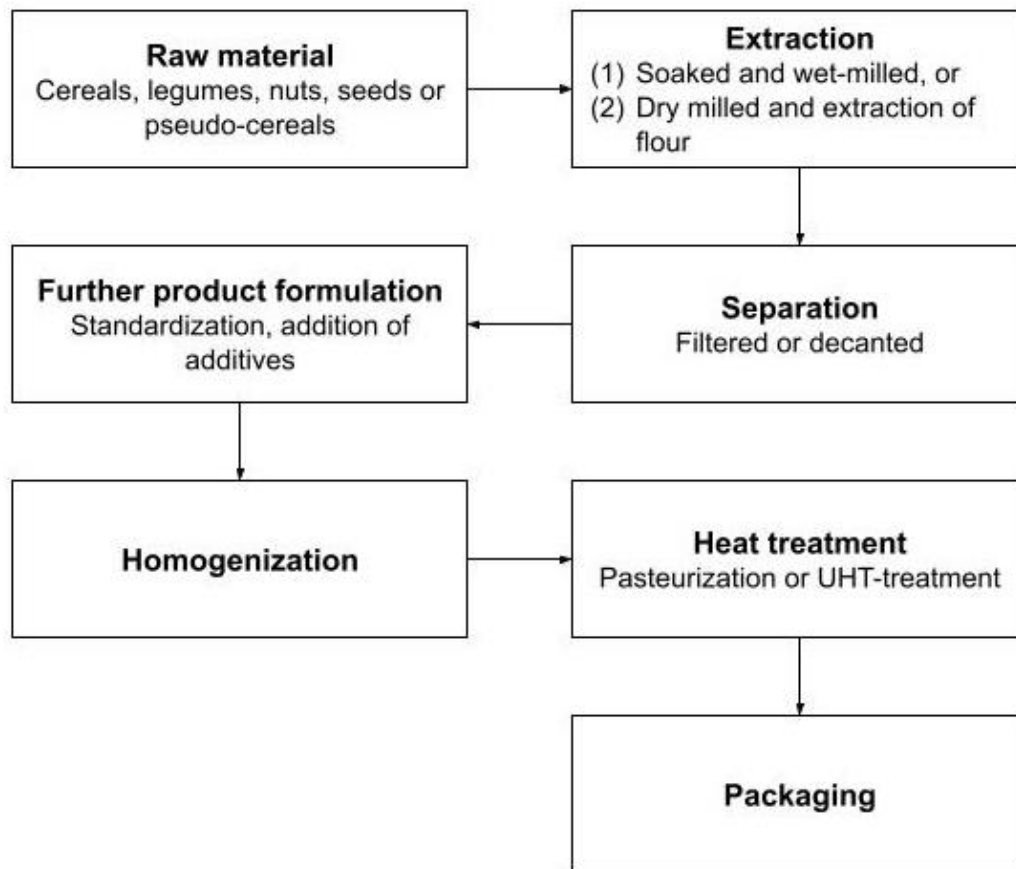 Raw material
Cereals, legumes, nuts, seeds or
pseudo-cereals
Extraction
(1) Soaked and wet-milled, or
(2) Dry milled and extraction of
flour
Separation
Filtered or decanted
Further product formulation
Standardization, addition of
additives
Homogenization
Heat treatment
Pasteurization or UHT-treatment
Packaging